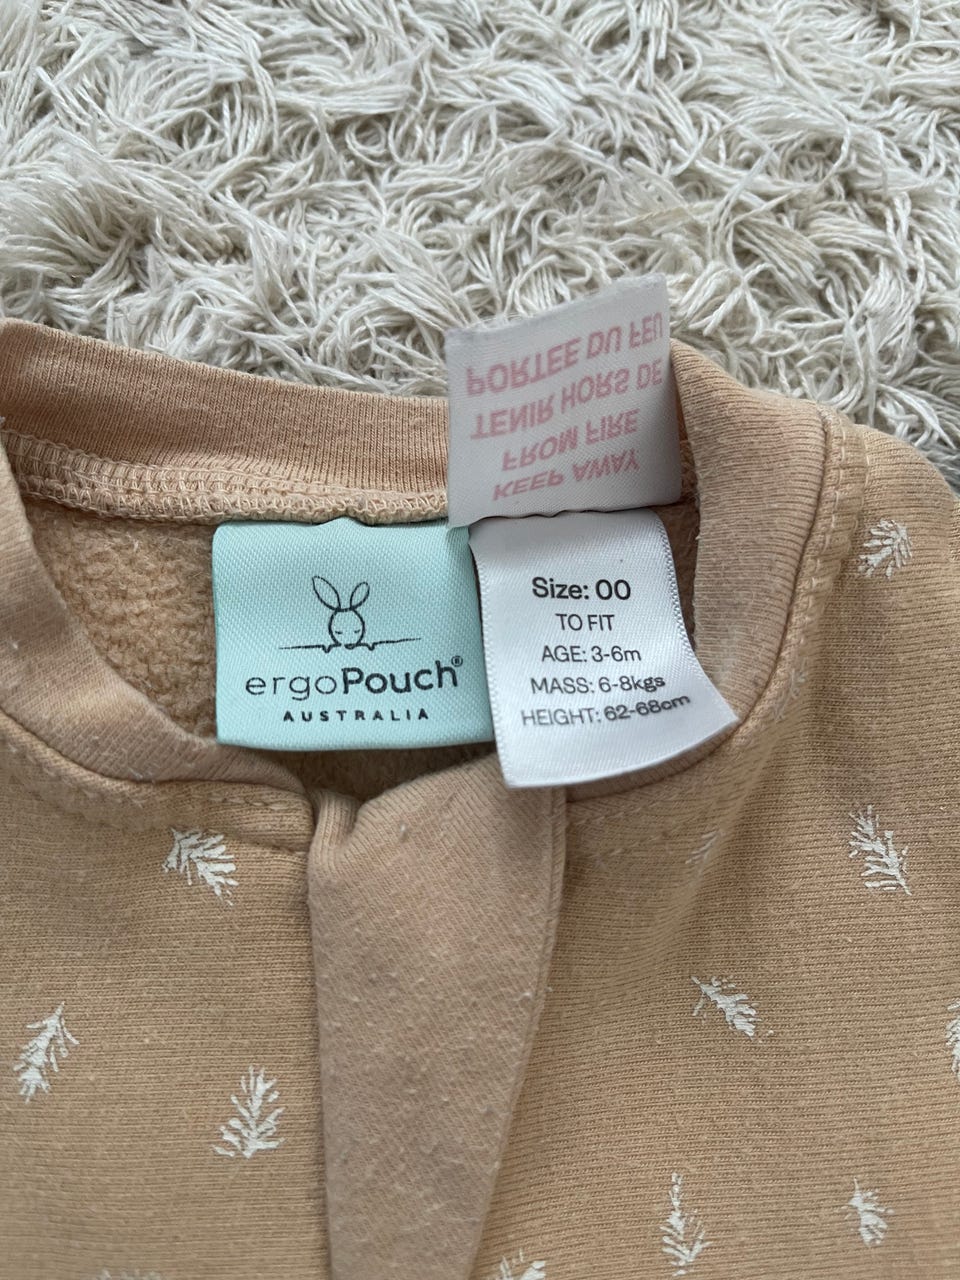 ergoPouch®
AUSTRALIA
KEEP AWAY
FROM FIRE
TENIR HORS DE
PORTEE DU FEU
Size: 00
TO FIT
AGE: 3-6m
MASS: 6-8kgs
HEIGHT: 62-68cm